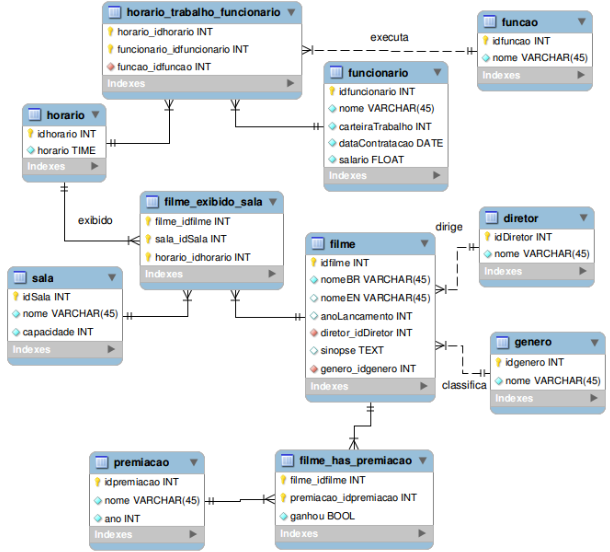 horario_trabalho_funcionario
horario_idhorario INT
funcionario_idfuncionario INT
funcao_idfuncao INT
Indexes
executa
funcao
idfuncao INT
nome VARCHAR(45)
Indexes
funcionario
idfuncionario INT
nome VARCHAR(45)
carteiraTrabalho INT
dataContratacao DATE
salario FLOAT
Indexes
horario
idhorario INT
horario TIME
Indexes
exibido
filme_exibido_sala
filme_idfilme INT
sala_idSala INT
horario_idhorario INT
Indexes
filme
idfilme INT
nomeBR VARCHAR(45)
nomeEN VARCHAR(45)
anoLancamento INT
diretor_idDiretor INT
sinopse TEXT
genero_idgenero INT
Indexes
dirige
diretor
idDiretor INT
nome VARCHAR(45)
Indexes
sala
idSala INT
nome VARCHAR(45)
capacidade INT
Indexes
classifica
genero
idgenero INT
nome VARCHAR(45)
Indexes
premiacao
idpremiacao INT
nome VARCHAR(45)
ano INT
Indexes
filme_has_premiacao
filme_idfilme INT
premiacao_idpremiacao INT
ganhou BOOL
Indexes